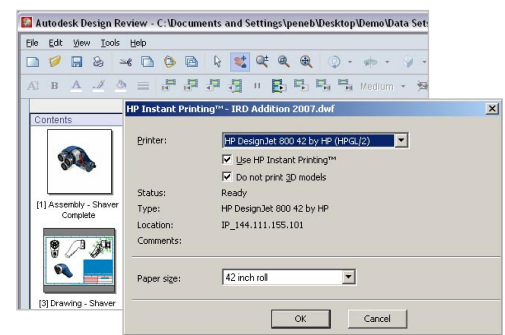 Autodesk Design Review - C:\Documents and Settings\peneb\Desktop\Demo\Data Set
File Edit View Tools Help
A B A Medium
Contents
[1] Assembly - Shaver
Complete
[3] Drawing - Shaver
HP Instant Printing™ - IRD Addition 2007.dwf
Printer: HP DesignJet 800 42 by HP (HPGL/2)
Use HP Instant Printing™
Do not print 3D models
Status: Ready
Type: HP DesignJet 800 42 by HP
Location: IP_144.111.155.101
Comments:
Paper size: 42 inch roll
OK Cancel